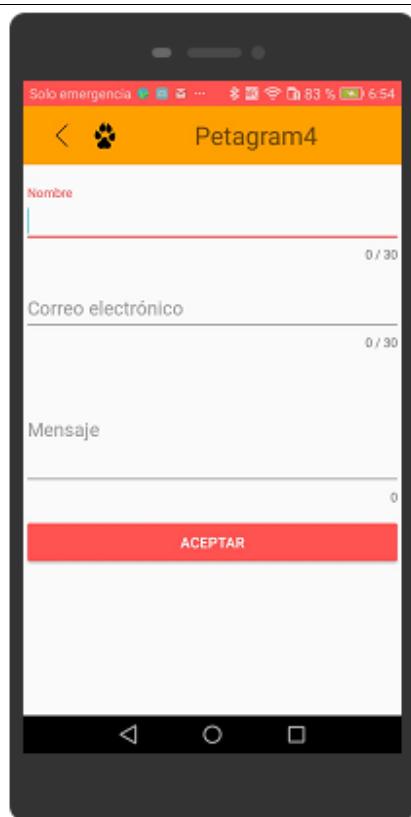 Solo emergencia ... 83 % 6:54
Petagram4
Nombre
0 / 30
Correo electrónico
0 / 30
Mensaje
0
ACEPTAR